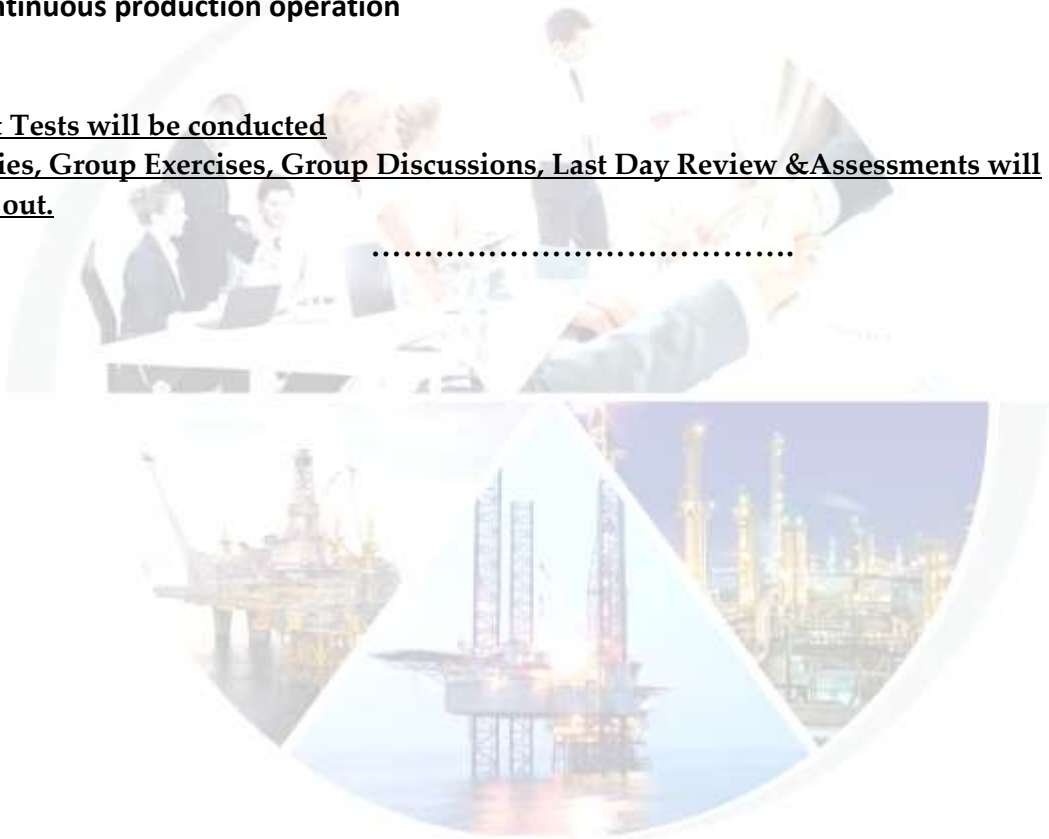 ntinuous production operation
t Tests will be conducted
ies, Group Exercises, Group Discussions, Last Day Review &Assessments will
out.
…………………………………….